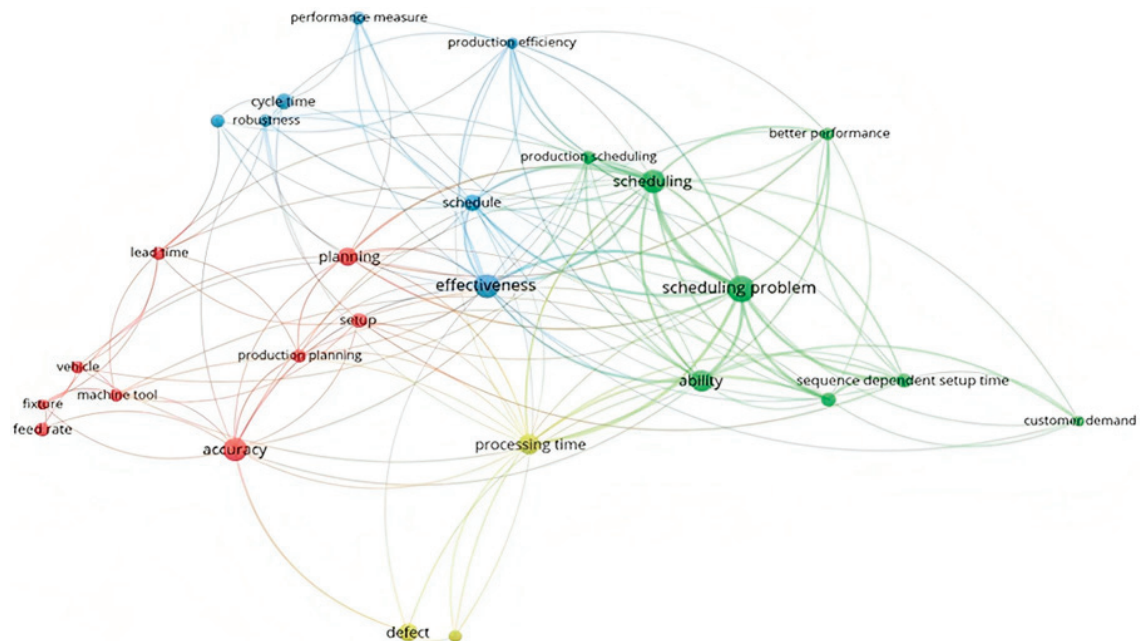 performance measure
production efficiency
cycle time
robustness
better performance
production scheduling
scheduling
schedule
lead time
planning
effectiveness
scheduling problem
setup
production planning
vehicle
machine tool
fixture
feed rate
ability
sequence dependent setup time
customer demand
accuracy
processing time
defect